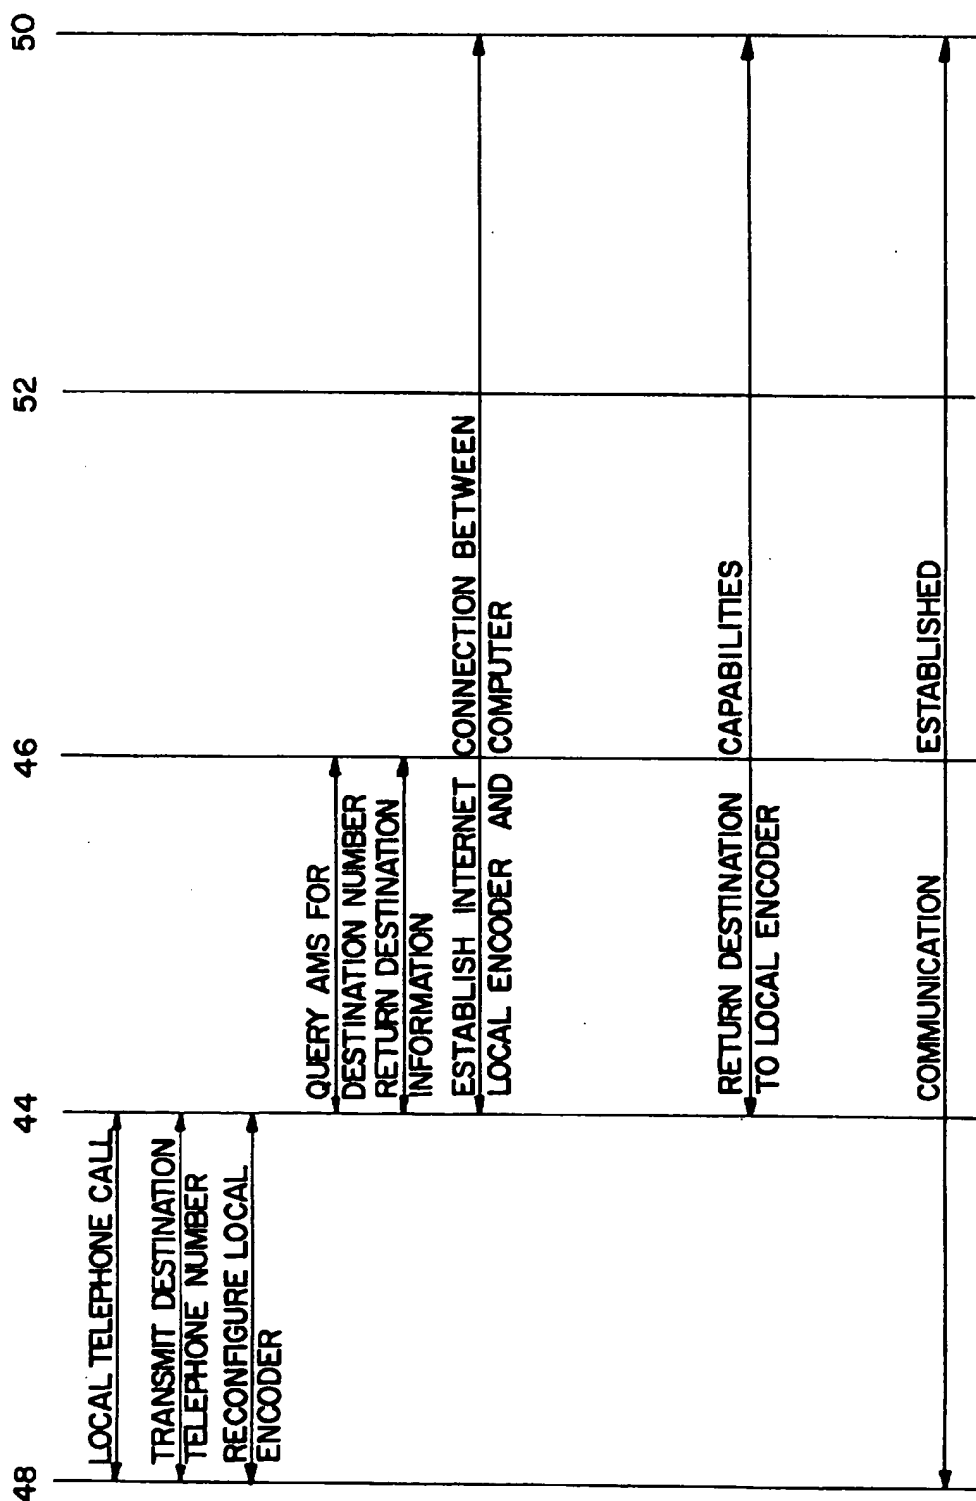 48
44
46
52
50
LOCAL TELEPHONE CALL
TRANSMIT DESTINATION
TELEPHONE NUMBER
RECONFIGURE LOCAL
ENCODER
QUERY AMS FOR
DESTINATION NUMBER
RETURN DESTINATION
INFORMATION
ESTABLISH INTERNET CONNECTION BETWEEN
LOCAL ENCODER AND COMPUTER
RETURN DESTINATION CAPABILITIES
TO LOCAL ENCODER
COMMUNICATION ESTABLISHED